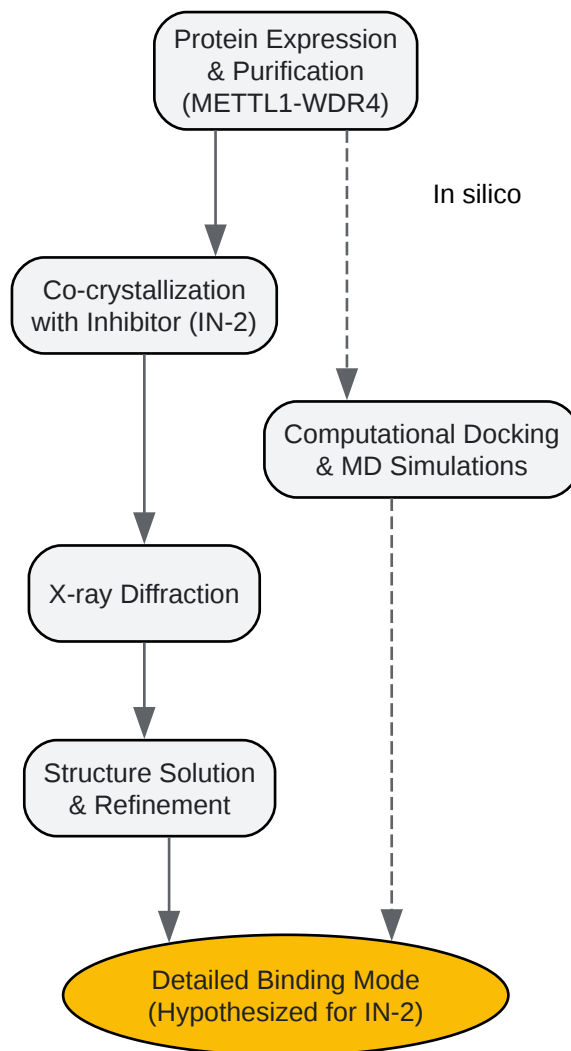 Protein Expression
& Purification
(METTL1-WDR4)
In silico
Co-crystallization
with Inhibitor (IN-2)
Computational Docking
& MD Simulations
X-ray Diffraction
Structure Solution
& Refinement
Detailed Binding Mode
(Hypothesized for IN-2)